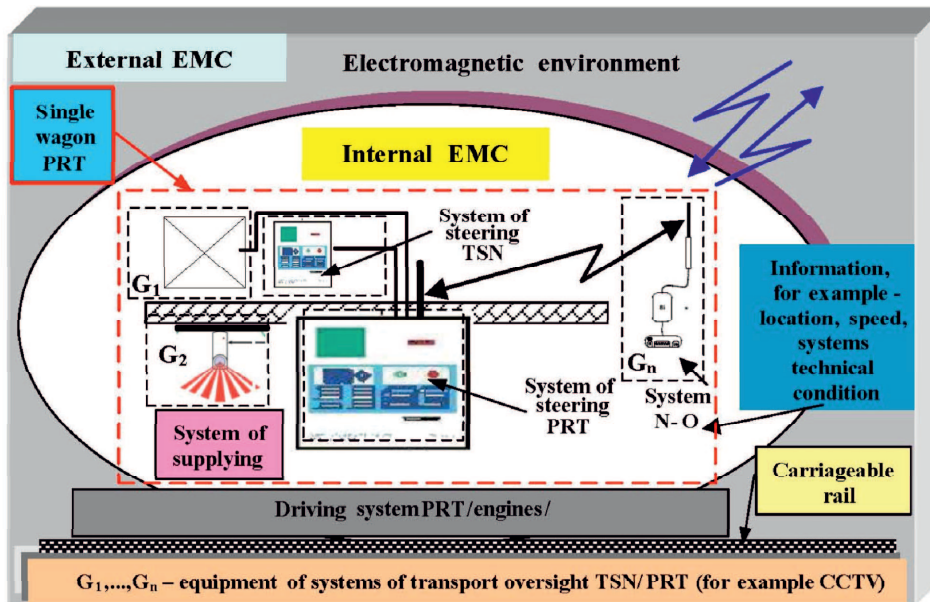 External EMC
Electromagnetic environment
Single
wagon
PRT
Internal EMC
System of
steering
TSN
G1
Information,
for example -
location, speed,
systems
technical
condition
G2
Gn
System of
steering
PRT
System
N-O
System of
supplying
Carriageable
rail
Driving systemPRT/engines/
G1,...,Gn – equipment of systems of transport oversight TSN/PRT (for example CCTV)